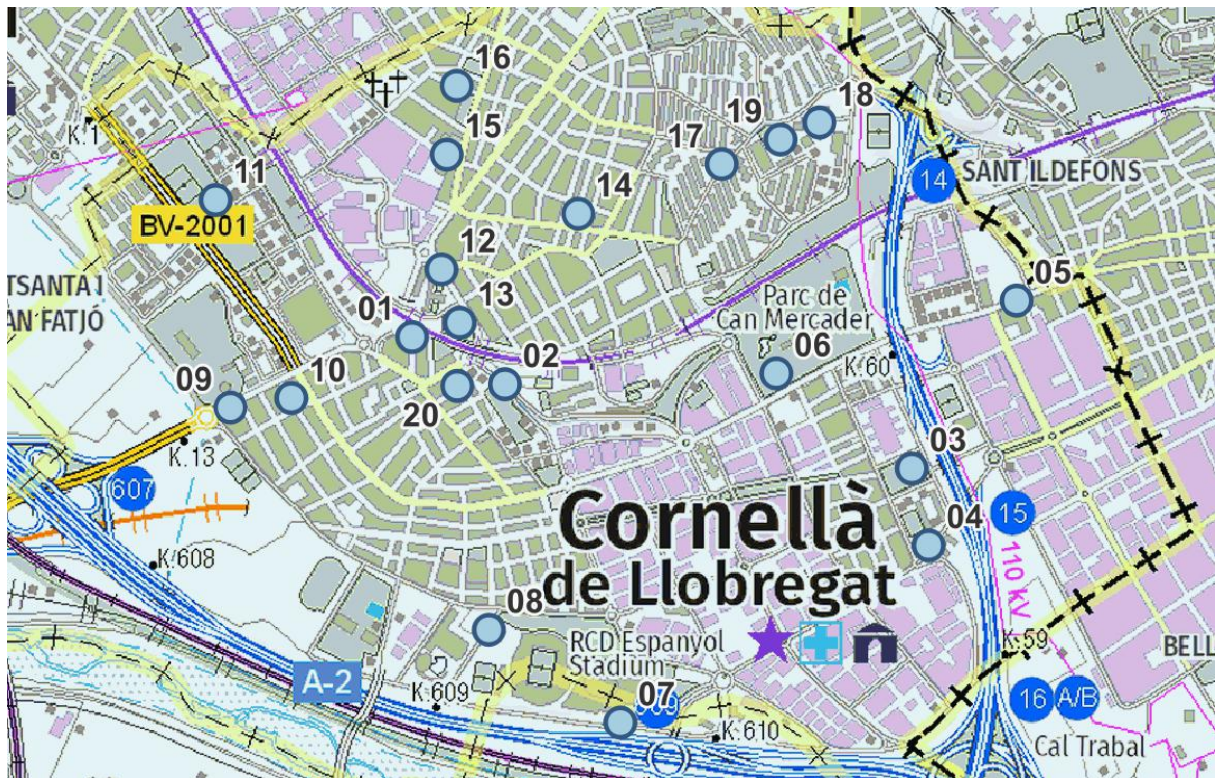 16
18
K.1
15
19
17
11
14
14
SANT ILDEFONS
BV-2001
12
TSANTA I
AN FATJÓ
13
01
05
Parc de
Can Mercader
02
06
K.60
09
10
20
K.13
03
607
Cornellà
de Llobregat
04
15
110 kV
K.608
08
RCD Espanyol
Stadium
K.59
BELL
A-2
K.609
07
16
A/B
K.610
Cal Trabal